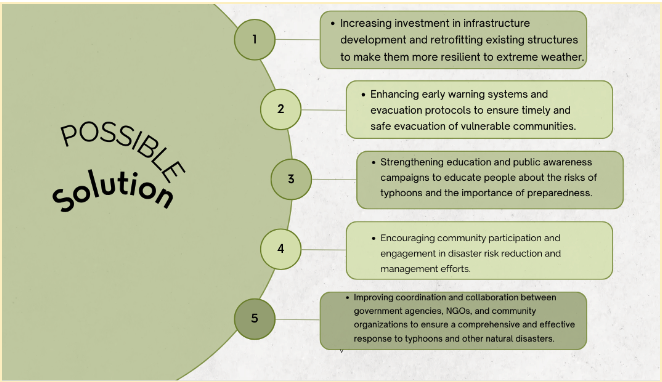 POSSIBLE
Solution
1
• Increasing investment in infrastructure
development and retrofitting existing structures
to make them more resilient to extreme weather.
2
• Enhancing early warning systems and
evacuation protocols to ensure timely and
safe evacuation of vulnerable communities.
3
• Strengthening education and public awareness
campaigns to educate people about the risks of
typhoons and the importance of preparedness.
4
• Encouraging community participation and
engagement in disaster risk reduction and
management efforts.
5
• Improving coordination and collaboration between
government agencies, NGOs, and community
organizations to ensure a comprehensive and effective
response to typhoons and other natural disasters.